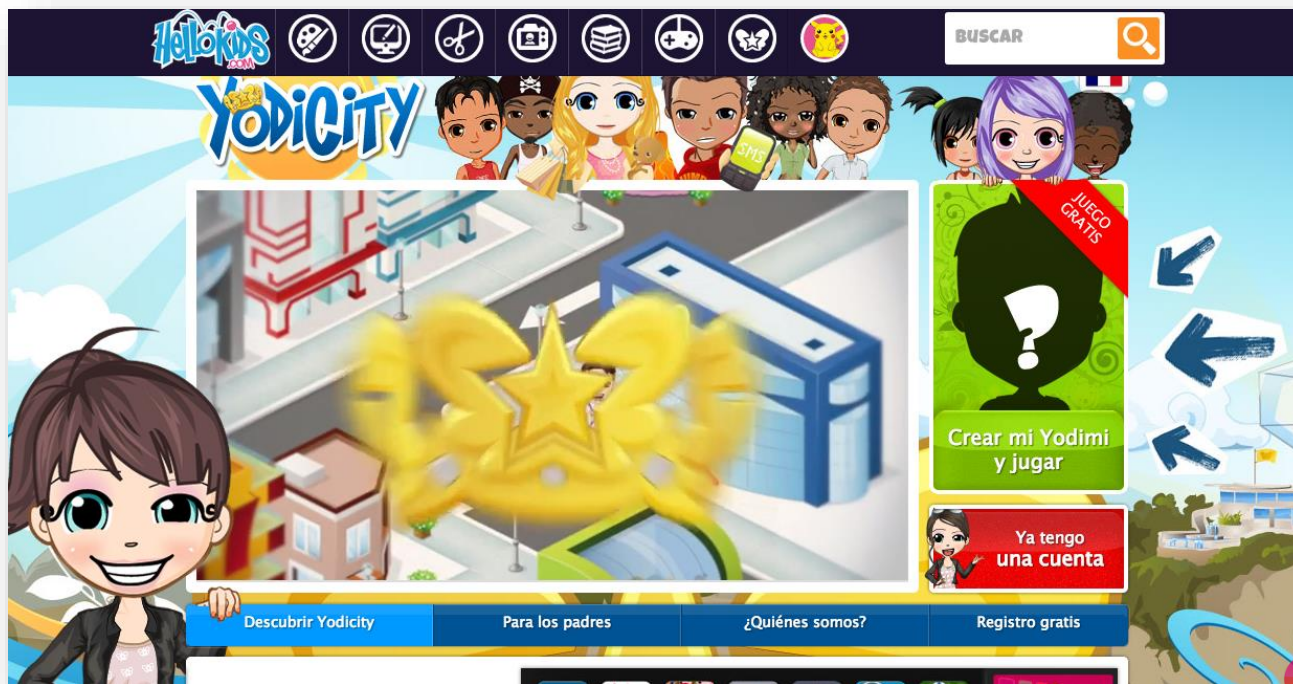 HELLOKIDS
.COM
BUSCAR
YODICITY
SMS
JUEGO
GRATIS
Crear mi Yodimi
y jugar
Ya tengo
una cuenta
Descubrir Yodicity
Para los padres
¿Quiénes somos?
Registro gratis